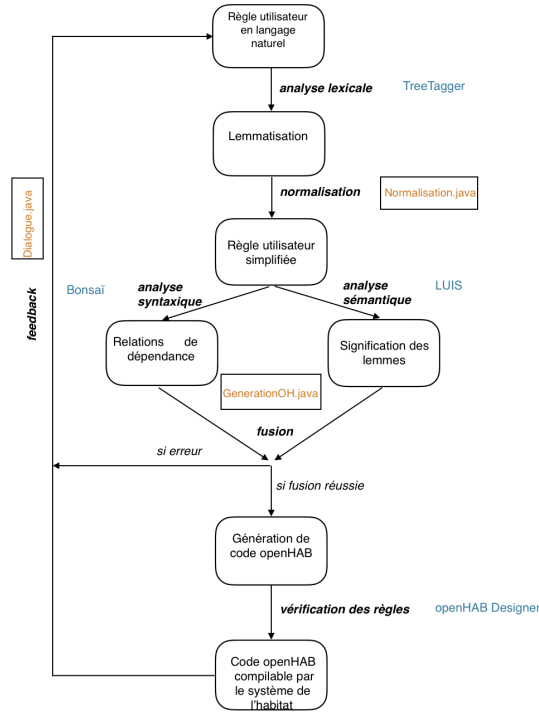 Règle utilisateur
en langage
naturel
analyse lexicale
TreeTagger
Lemmatisation
normalisation
Normalisation.java
Dialogue.java
Règle utilisateur
simplifiée
feedback
Bonsaï
analyse
syntaxique
analyse
sémantique
LUIS
Relations de
dépendance
Signification des
lemmes
GenerationOH.java
fusion
si erreur
si fusion réussie
Génération de
code openHAB
vérification des règles
openHAB Designer
Code openHAB
compilable par
le système de
l'habitat